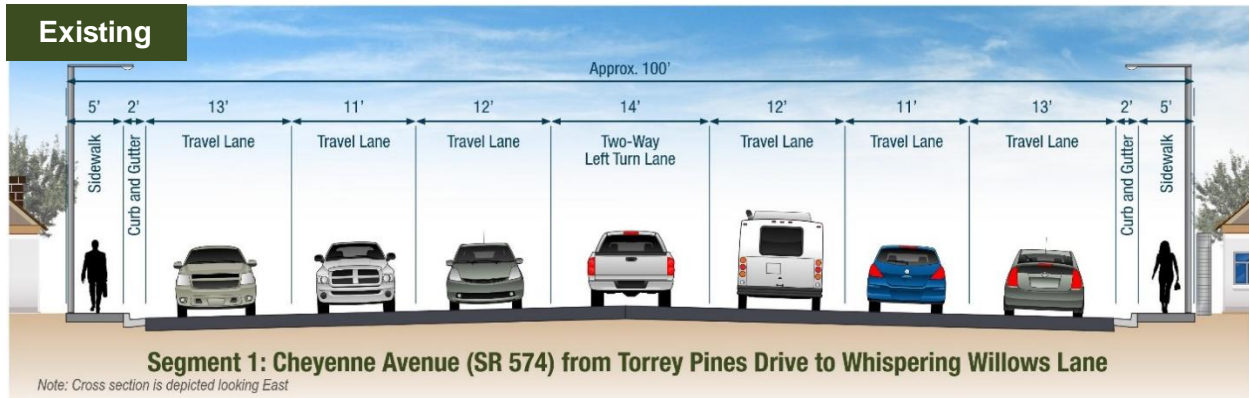 Existing
Approx. 100'
5'
2'
13'
11'
12'
14'
12'
11'
13'
2'
5'
Sidewalk
Curb and Gutter
Travel Lane
Travel Lane
Travel Lane
Two-Way
Left Turn Lane
Travel Lane
Travel Lane
Travel Lane
Curb and Gutter
Sidewalk
Segment 1: Cheyenne Avenue (SR 574) from Torrey Pines Drive to Whispering Willows Lane
Note: Cross section is depicted looking East